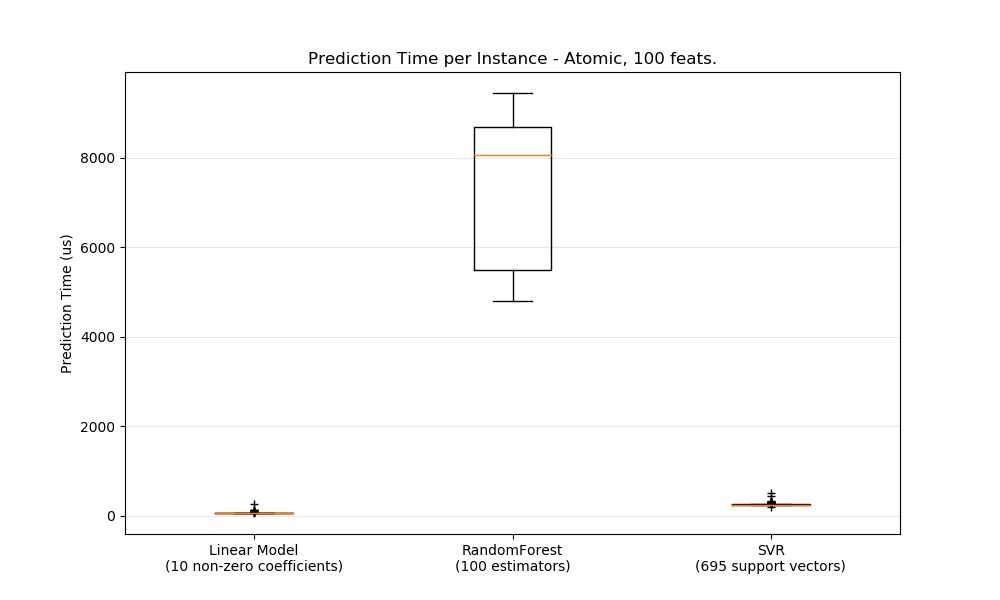 Prediction Time per Instance - Atomic, 100 feats.
Prediction Time (us)
8000
6000
4000
2000
0
Linear Model
(10 non-zero coefficients)
RandomForest
(100 estimators)
SVR
(695 support vectors)